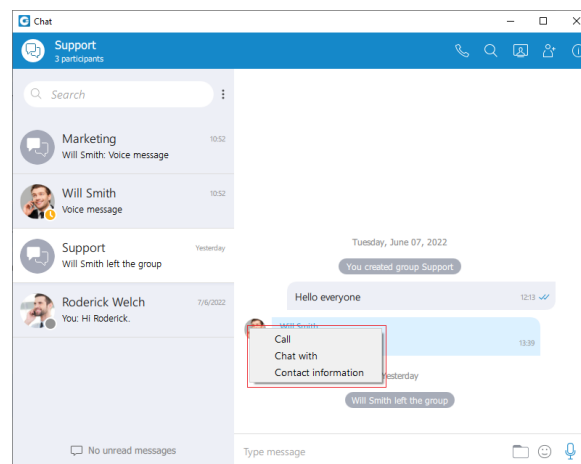 Chat
Support
3 participants
Search
Marketing
10:52
Will Smith: Voice message
Will Smith
10:52
Voice message
Support
Yesterday
Will Smith left the group
Roderick Welch
7/6/2022
You: Hi Roderick.
No unread messages
Tuesday, June 07, 2022
You created group Support
Hello everyone
12:13
Will Smith
13:39
Call
Chat with
Contact information
Yesterday
Will Smith left the group
Type message